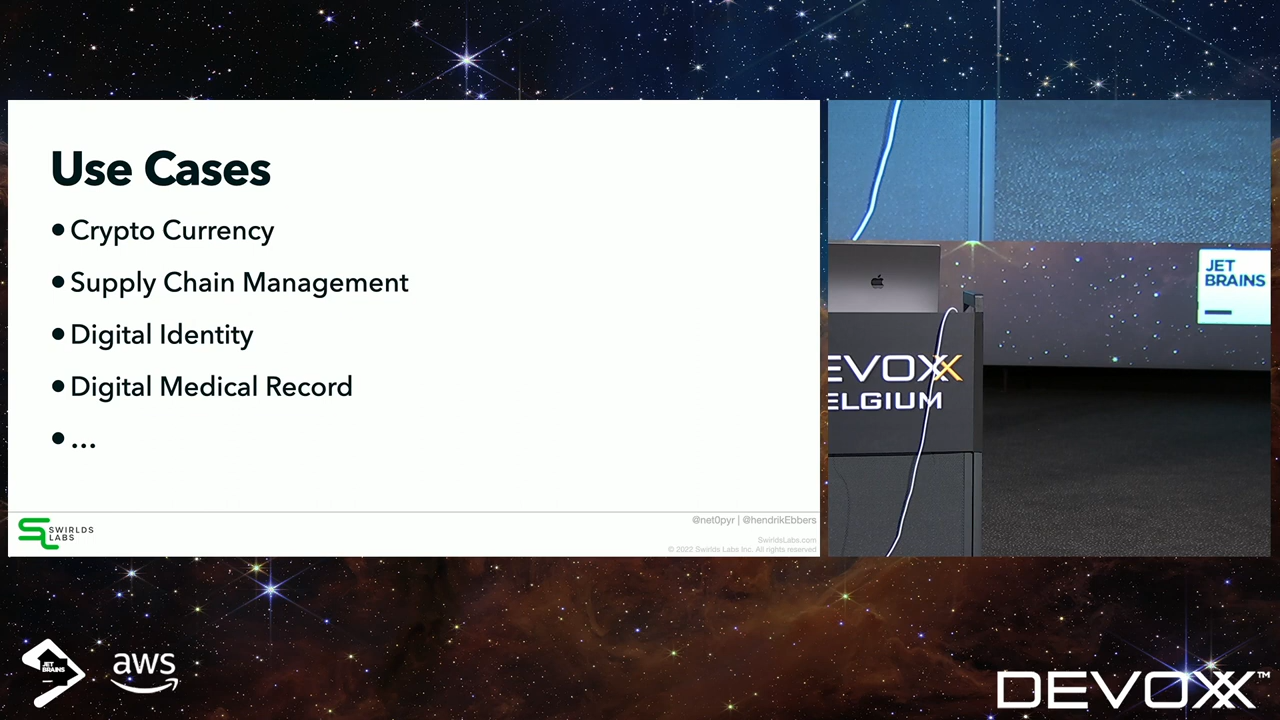 Use Cases
• Crypto Currency
• Supply Chain Management
• Digital Identity
• Digital Medical Record
• ...
SWIRLDS
LABS
@net0pyr | @hendrikEbbers
SwirldsLabs.com
© 2022 Swirlds Labs Inc. All rights reserved
JET
BRAINS
EVOXX
ELGIUM
JET
BRAINS
aws
DEVOXX™